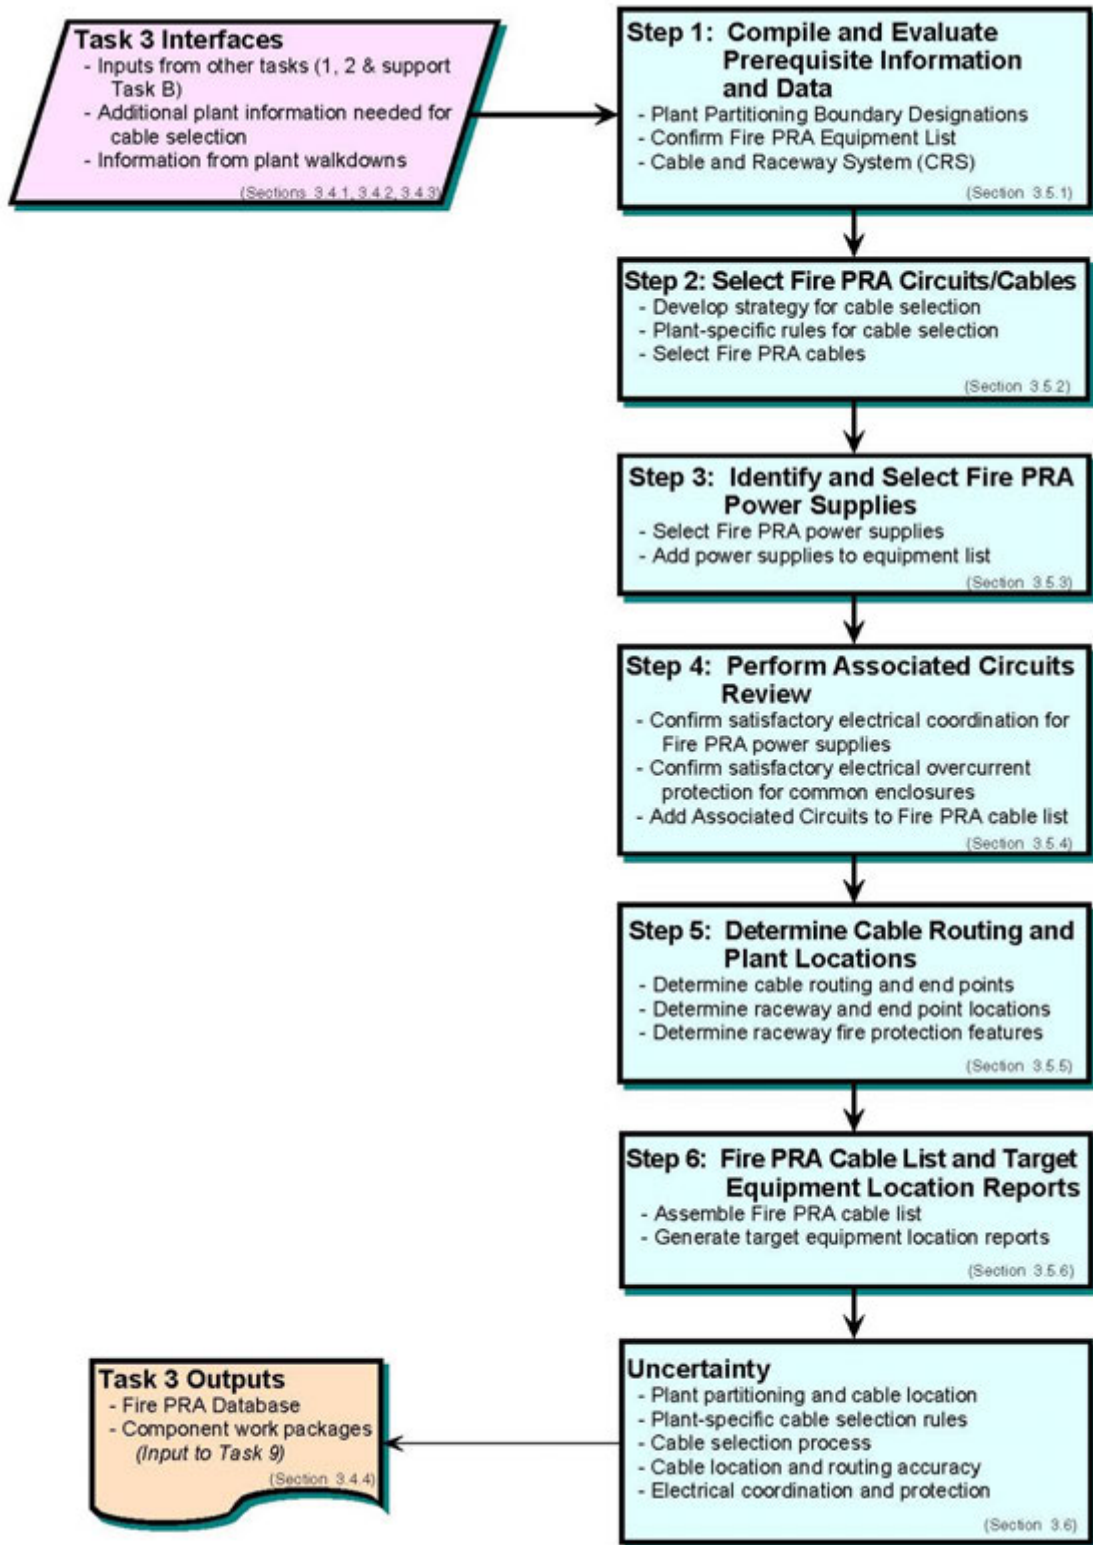 Task 3 Interfaces
- Inputs from other tasks (1, 2 & support
Task B)
- Additional plant information needed for
cable selection
- Information from plant walkdowns
(Sections 3.4.1, 3.4.2, 3.4.3)
Step 1: Compile and Evaluate
Prerequisite Information
and Data
- Plant Partitioning Boundary Designations
- Confirm Fire PRA Equipment List
- Cable and Raceway System (CRS)
(Section 3.5.1)
Step 2: Select Fire PRA Circuits/Cables
- Develop strategy for cable selection
- Plant-specific rules for cable selection
- Select Fire PRA cables
(Section 3.5.2)
Step 3: Identify and Select Fire PRA
Power Supplies
- Select Fire PRA power supplies
- Add power supplies to equipment list
(Section 3.5.3)
Step 4: Perform Associated Circuits
Review
- Confirm satisfactory electrical coordination for
Fire PRA power supplies
- Confirm satisfactory electrical overcurrent
protection for common enclosures
- Add Associated Circuits to Fire PRA cable list
(Section 3.5.4)
Step 5: Determine Cable Routing and
Plant Locations
- Determine cable routing and end points
- Determine raceway and end point locations
- Determine raceway fire protection features
(Section 3.5.5)
Step 6: Fire PRA Cable List and Target
Equipment Location Reports
- Assemble Fire PRA cable list
- Generate target equipment location reports
(Section 3.5.6)
Uncertainty
- Plant partitioning and cable location
- Plant-specific cable selection rules
- Cable selection process
- Cable location and routing accuracy
- Electrical coordination and protection
(Section 3.6)
Task 3 Outputs
- Fire PRA Database
- Component work packages
(Input to Task 9)
(Section 3.4.4)